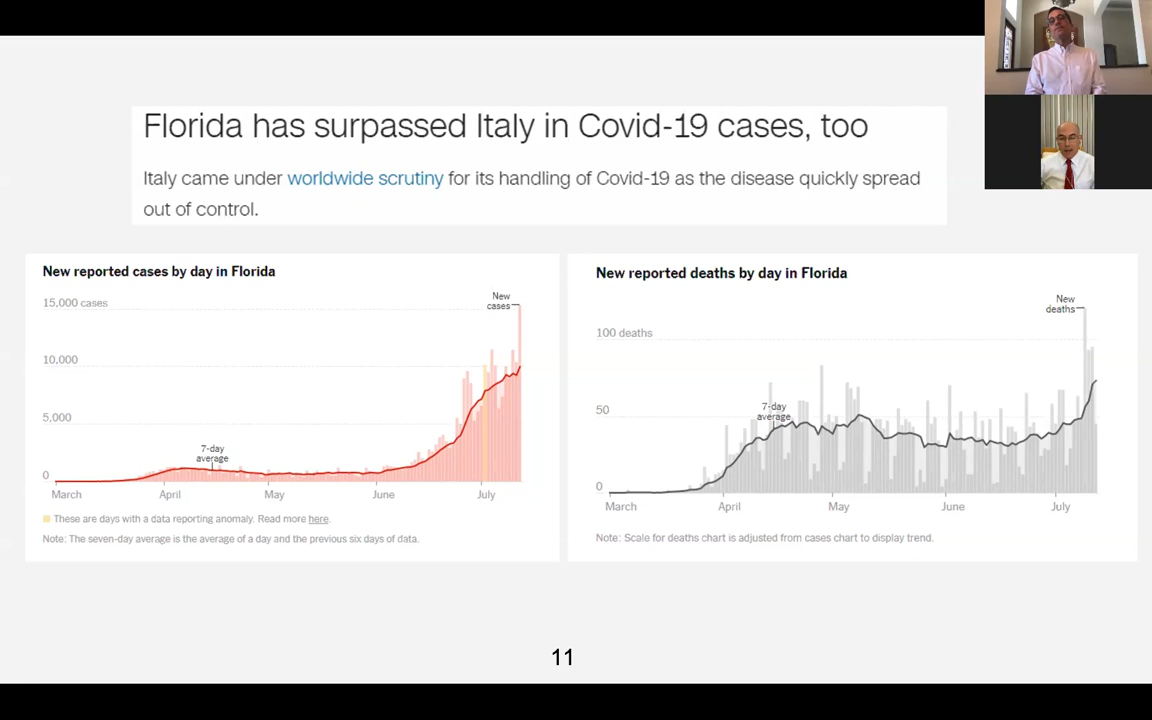 Florida has surpassed Italy in Covid-19 cases, too
Italy came under worldwide scrutiny for its handling of Covid-19 as the disease quickly spread
out of control.
New reported cases by day in Florida
15,000 cases
10,000
5,000
0
New
cases
7-day
average
March April May June July
These are days with a data reporting anomaly. Read more here.
Note: The seven-day average is the average of a day and the previous six days of data.
New reported deaths by day in Florida
100 deaths
50
0
New
deaths
7-day
average
March April May June July
Note: Scale for deaths chart is adjusted from cases chart to display trend.
11